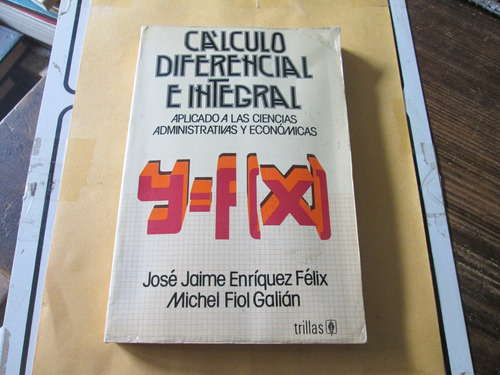 CÁLCULO
DIFERENCIAL
E INTEGRAL
APLICADO A LAS CIENCIAS
ADMINISTRATIVAS Y ECONÓMICAS
y=f(x)
José Jaime Enríquez Félix
Michel Fiol Galián
trillas